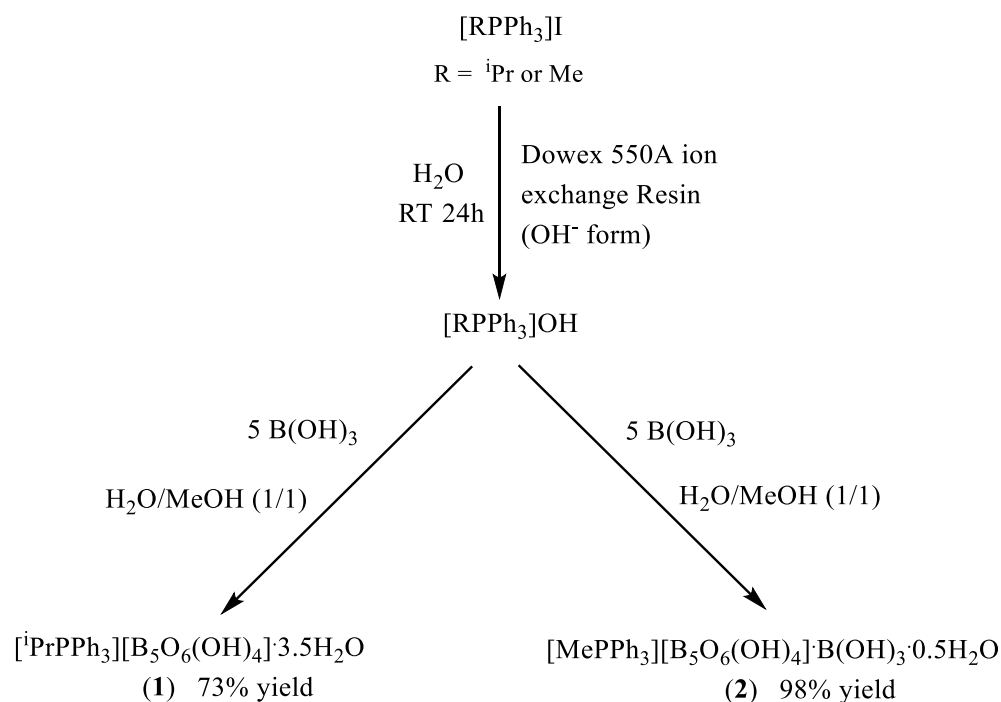 [RPPh₃]I
R = ⁱPr or Me
H₂O
RT 24h
Dowex 550A ion
exchange Resin
(OH⁻ form)
[RPPh₃]OH
5 B(OH)₃
H₂O/MeOH (1/1)
5 B(OH)₃
H₂O/MeOH (1/1)
[ⁱPrPPh₃][B₅O₆(OH)₄]·3.5H₂O
(1) 73% yield
[MePPh₃][B₅O₆(OH)₄]·B(OH)₃·0.5H₂O
(2) 98% yield